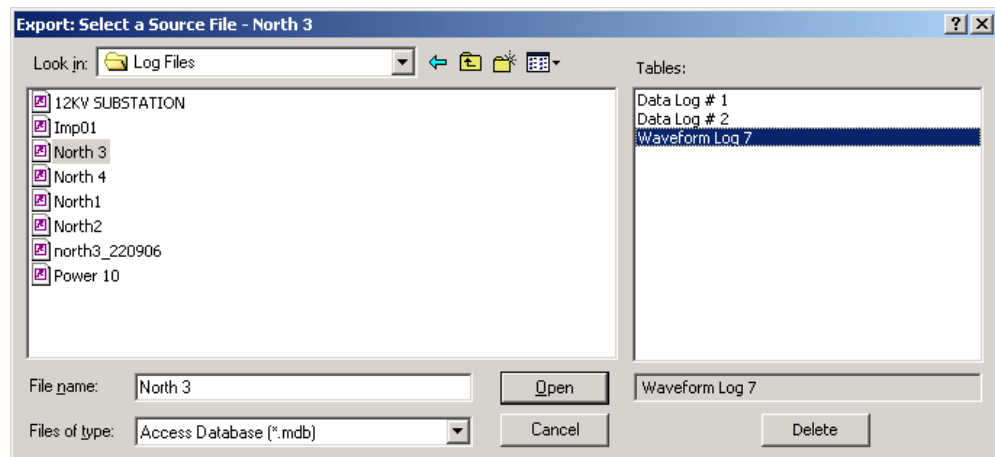 Export: Select a Source File - North 3
Look in: Log Files
Tables:
12KV SUBSTATION
Imp01
North 3
North 4
North1
North2
north3_220906
Power 10
Data Log # 1
Data Log # 2
Waveform Log 7
File name: North 3 Open Waveform Log 7
Files of type: Access Database (*.mdb) Cancel Delete